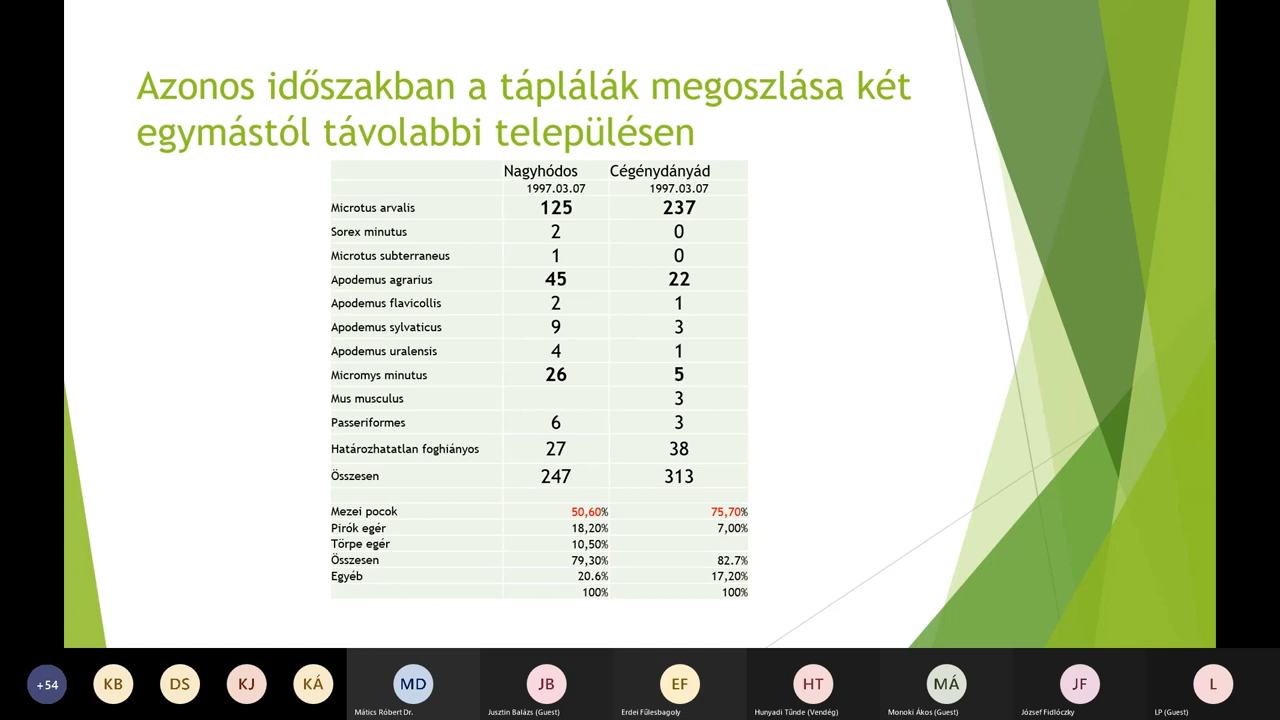 Azonos időszakban a táplálák megoszlása két
egymástól távolabbi településen
Nagyhódos Cégénydányád
1997.03.07 1997.03.07
Microtus arvalis 125 237
Sorex minutus 2 0
Microtus subterraneus 1 0
Apodemus agrarius 45 22
Apodemus flavicollis 2 1
Apodemus sylvaticus 9 3
Apodemus uralensis 4 1
Micromys minutus 26 5
Mus musculus 3
Passeriformes 6 3
Határozhatatlan foghiányos 27 38
Összesen 247 313
Mezei pocok 50,60% 75,70%
Pirók egér 18,20% 7,00%
Törpe egér 10,50%
Összesen 79,30% 82.7%
Egyéb 20.6% 17,20%
100% 100%
+54 KB DS KJ KÁ MD JB EF HT MÁ JF L
Mátics Róbert Dr. Jusztin Balázs (Guest) Erdei Fülesbagoly Hunyadi Tünde (Vendég) Monoki Ákos (Guest) József Fidlóczky LP (Guest)